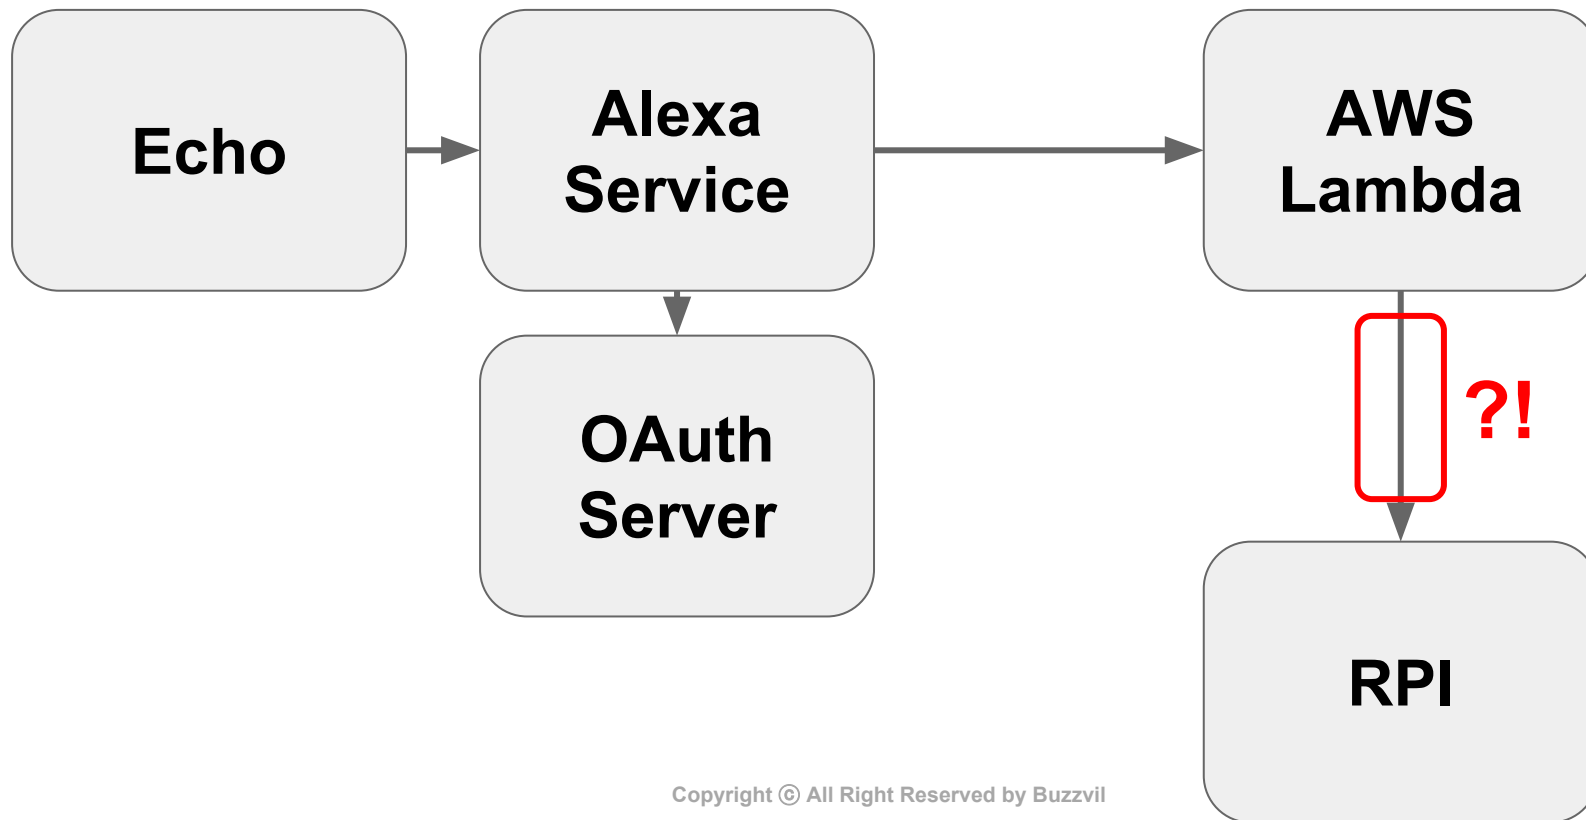 Echo
Alexa
Service
AWS
Lambda
OAuth
Server
?!
RPI
Copyright ⓒ All Right Reserved by Buzzvil